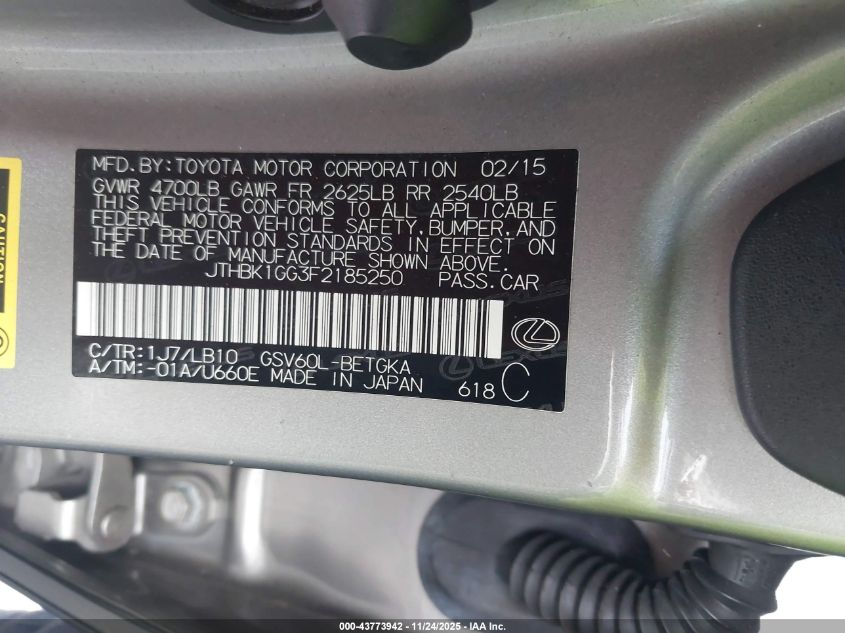 MFD.BY:TOYOTA MOTOR CORPORATION 02/15
GVWR 4700LB GAWR FR 2625LB RR 2540LB
THIS VEHICLE CONFORMS TO ALL APPLICABLE
FEDERAL MOTOR VEHICLE SAFETY,BUMPER,AND
THEFT PREVENTION STANDARDS IN EFFECT ON
THE DATE OF MANUFACTURE SHOWN ABOVE.
JTHBK1GG3F2185250 PASS.CAR
C/TR:1J7/LB10 GSV60L-BETGKA
A/TM:-01A/U660E MADE IN JAPAN 618 C
CAUTION
000-43773942 - 11/24/2025 - IAA Inc.